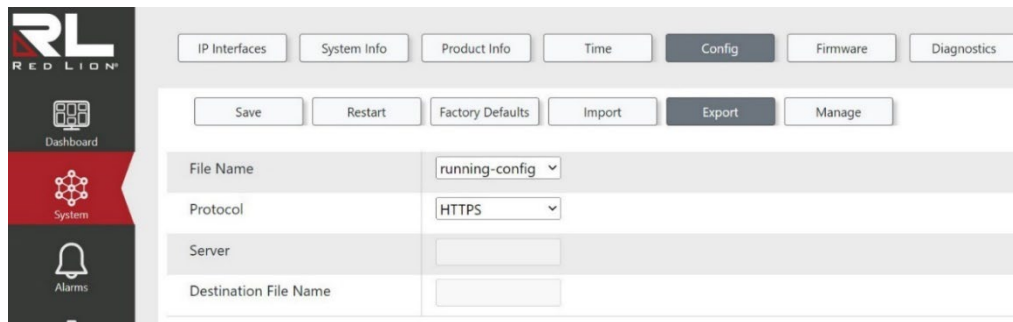 RL
RED LION®
IP Interfaces
System Info
Product Info
Time
Config
Firmware
Diagnostics
Save
Restart
Factory Defaults
Import
Export
Manage
Dashboard
System
Alarms
File Name
running-config
Protocol
HTTPS
Server
Destination File Name